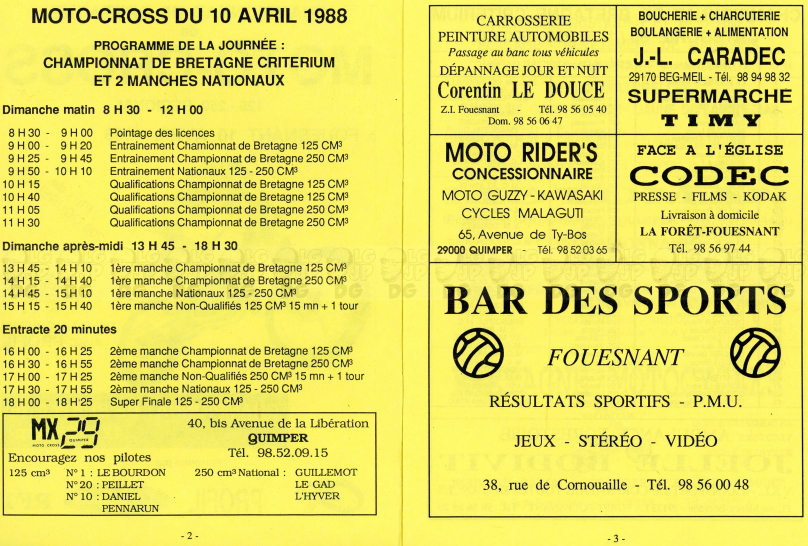 MOTO-CROSS DU 10 AVRIL 1988
PROGRAMME DE LA JOURNÉE :
CHAMPIONNAT DE BRETAGNE CRITERIUM
ET 2 MANCHES NATIONAUX
Dimanche matin 8 H 30 - 12 H 00
8 H 30 - 9 H 00 Pointage des licences
9 H 00 - 9 H 20 Entrainement Chamionnat de Bretagne 125 CM³
9 H 25 - 9 H 45 Entrainement Championnat de Bretagne 250 CM³
9 H 50 - 10 H 10 Entrainement Nationaux 125 - 250 CM³
10 H 15 Qualifications Championnat de Bretagne 125 CM³
10 H 40 Qualifications Championnat de Bretagne 125 CM³
11 H 05 Qualifications Championnat de Bretagne 250 CM³
11 H 30 Qualifications Championnat de Bretagne 250 CM³
Dimanche après-midi 13 H 45 - 18 H 30
13 H 45 - 14 H 10 1ère manche Championnat de Bretagne 125 CM³
14 H 15 - 14 H 40 1ère manche Championnat de Bretagne 250 CM³
14 H 45 - 15 H 10 1ère manche Nationaux 125 - 250 CM³
15 H 15 - 15 H 40 1ère manche Non-Qualifiés 125 CM³ 15 mn + 1 tour
Entracte 20 minutes
16 H 00 - 16 H 25 2ème manche Championnat de Bretagne 125 CM³
16 H 30 - 16 H 55 2ème manche Championnat de Bretagne 250 CM³
17 H 00 - 17 H 25 2ème manche Non-Qualifiés 250 CM³ 15 mn + 1 tour
17 H 30 - 17 H 55 2ème manche Nationaux 125 - 250 CM³
18 H 00 - 18 H 25 Super Finale 125 - 250 CM³
MX 29
MOTO CROSS QUIMPER
40, bis Avenue de la Libération
QUIMPER
Tél. 98.52.09.15
Encouragez nos pilotes
125 cm³ N° 1 : LE BOURDON 250 cm³ National : GUILLEMOT
N° 20 : PEILLET LE GAD
N° 10 : DANIEL L'HYVER
PENNARUN
- 2 -
CARROSSERIE
PEINTURE AUTOMOBILES
Passage au banc tous véhicules
DÉPANNAGE JOUR ET NUIT
Corentin LE DOUCE
Z.I. Fouesnant - Tél. 98 56 05 40
Dom. 98 56 06 47
BOUCHERIE + CHARCUTERIE
BOULANGERIE + ALIMENTATION
J.-L. CARADEC
29170 BEG-MEIL - Tél. 98 94 98 32
SUPERMARCHE
TIMY
MOTO RIDER'S
CONCESSIONNAIRE
MOTO GUZZY - KAWASAKI
CYCLES MALAGUTI
65, Avenue de Ty-Bos
29000 QUIMPER - Tél. 98 52 03 65
FACE A L'ÉGLISE
CODEC
PRESSE - FILMS - KODAK
Livraison à domicile
LA FORÊT-FOUESNANT
Tél. 98 56 97 44
BAR DES SPORTS
FOUESNANT
RÉSULTATS SPORTIFS - P.M.U.
JEUX - STÉRÉO - VIDÉO
38, rue de Cornouaille - Tél. 98 56 00 48
- 3 -